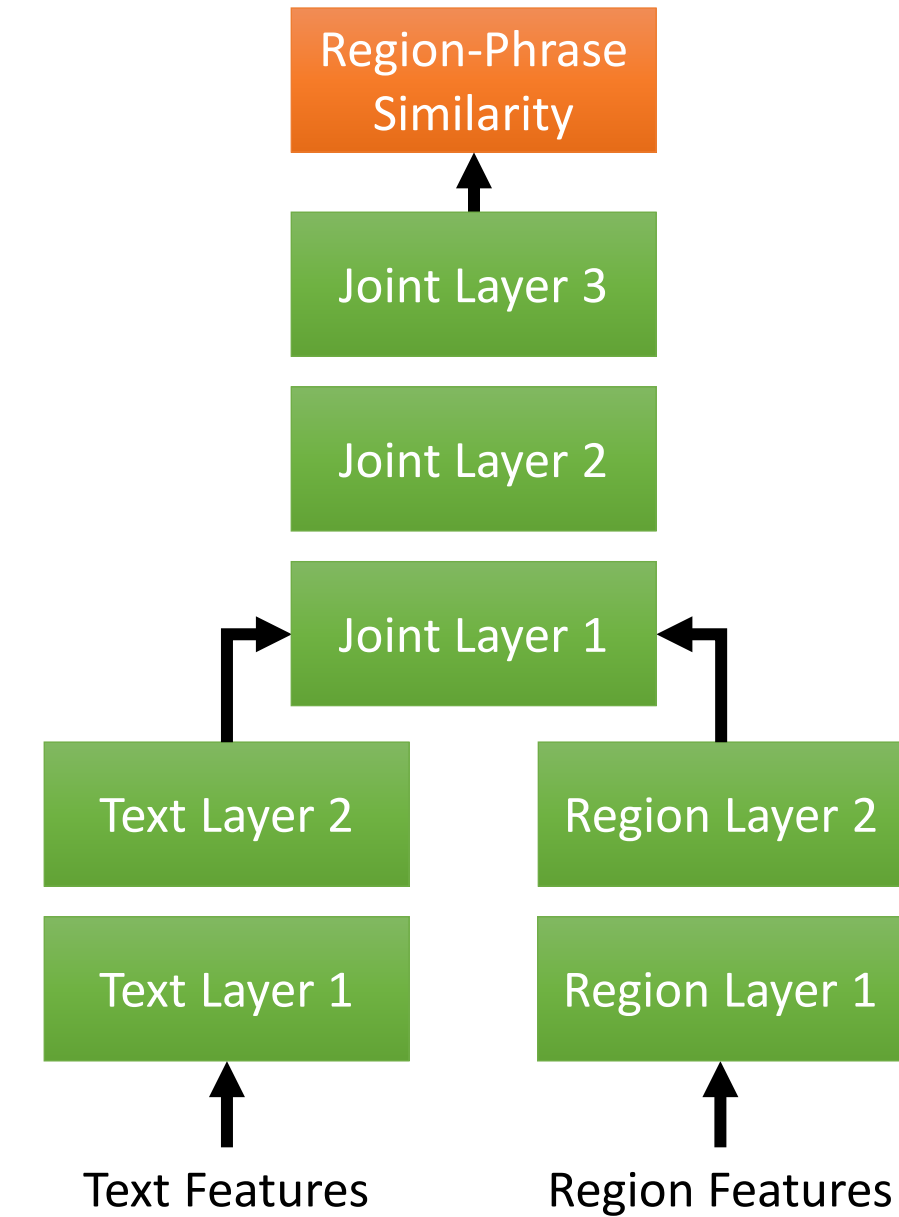 Region-Phrase
Similarity
Joint Layer 3
Joint Layer 2
Joint Layer 1
Text Layer 2
Region Layer 2
Text Layer 1
Region Layer 1
Text Features
Region Features